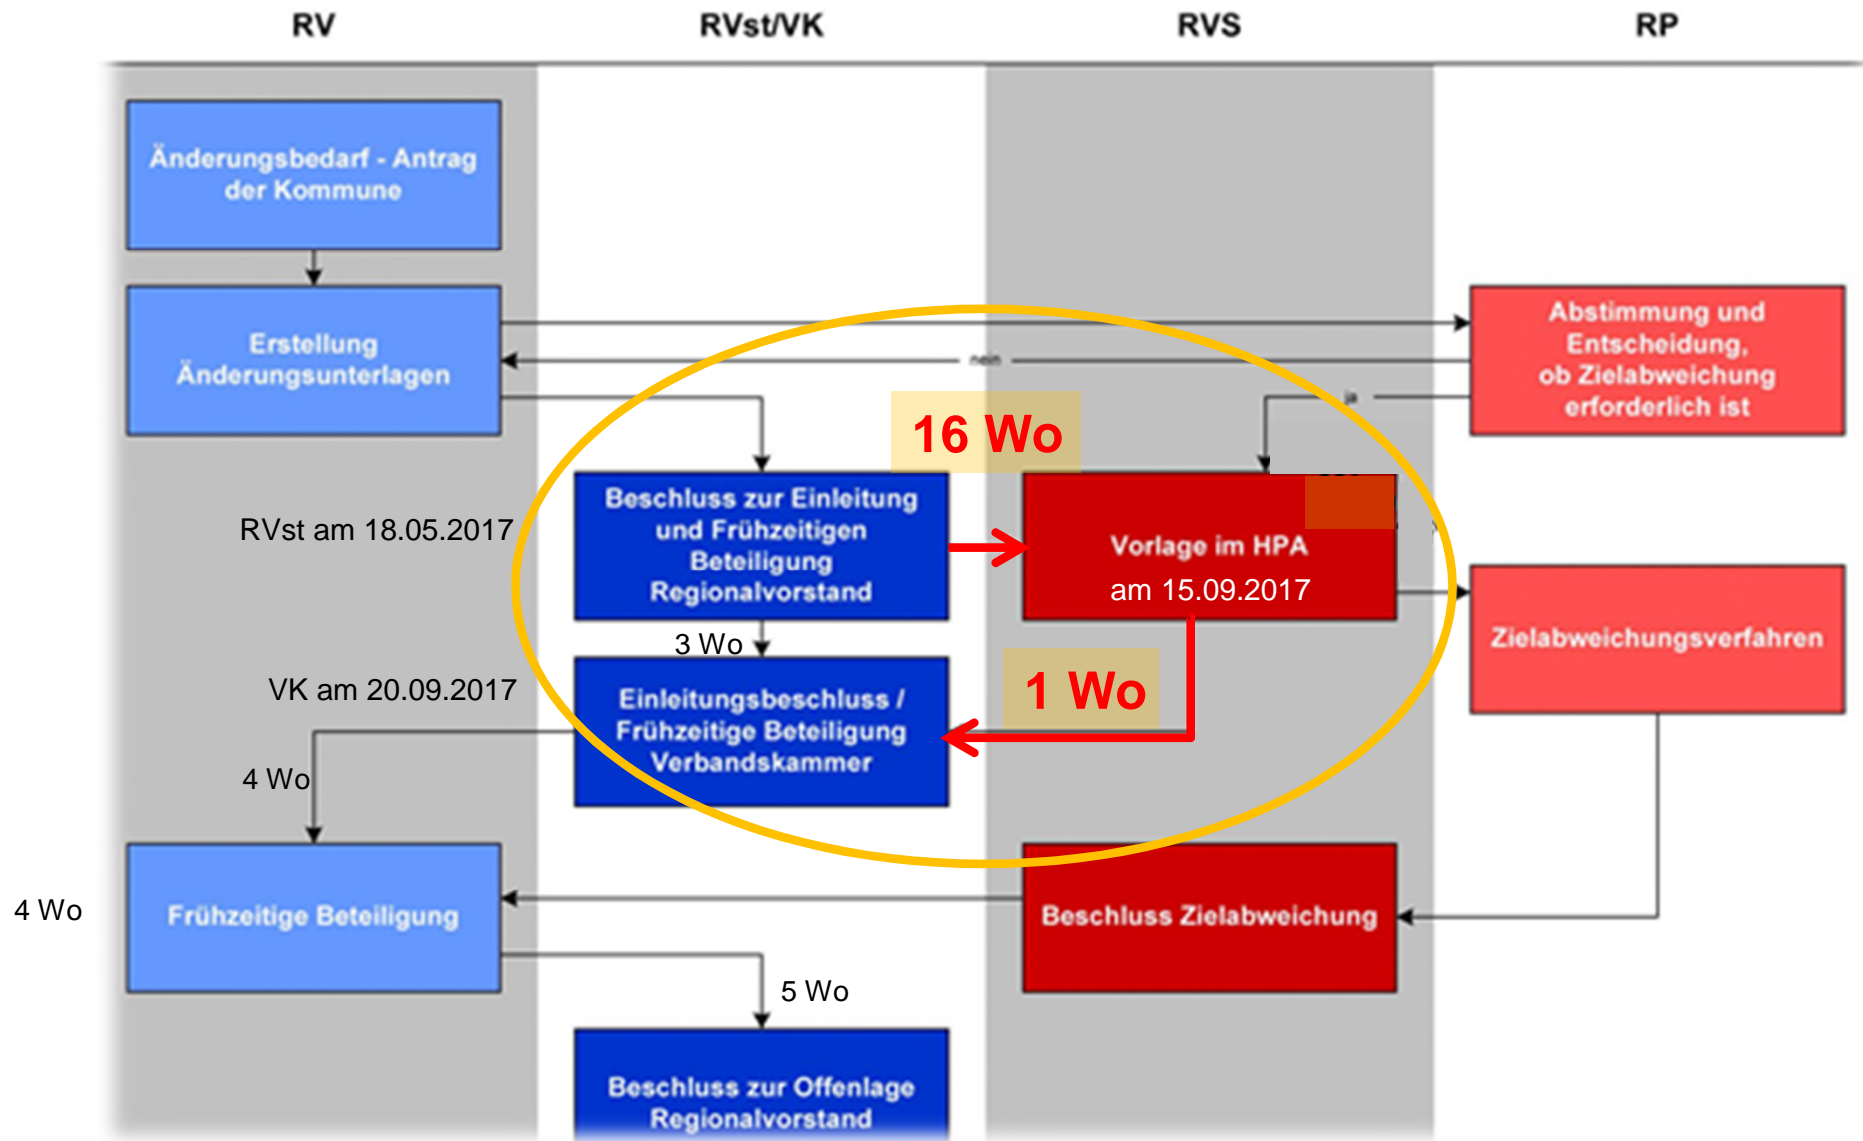 RV
RVst/VK
RVS
RP
Änderungsbedarf - Antrag
der Kommune
Erstellung
Änderungsunterlagen
Abstimmung und
Entscheidung,
ob Zielabweichung
erforderlich ist
nein
ja
16 Wo
RVst am 18.05.2017
Beschluss zur Einleitung
und Frühzeitigen
Beteiligung
Regionalvorstand
Vorlage im HPA
am 15.09.2017
Zielabweichungsverfahren
3 Wo
VK am 20.09.2017
Einleitungsbeschluss /
Frühzeitige Beteiligung
Verbandskammer
1 Wo
4 Wo
4 Wo
Frühzeitige Beteiligung
Beschluss Zielabweichung
5 Wo
Beschluss zur Offenlage
Regionalvorstand